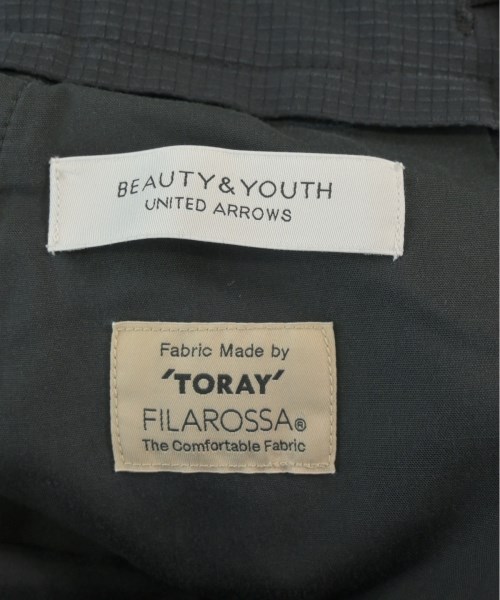 BEAUTY&YOUTH
UNITED ARROWS
Fabric Made by
'TORAY'
FILAROSSA®
The Comfortable Fabric